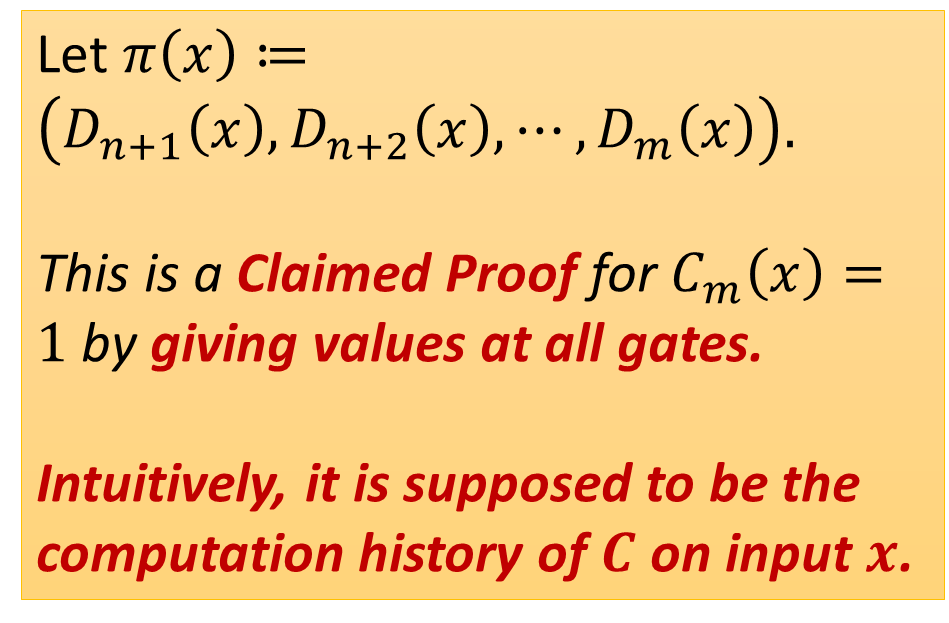 Let π(x) ≔
(Dₙ₊₁(x), Dₙ₊₂(x), ⋯ , Dₘ(x)).
This is a Claimed Proof for Cₘ(x) =
1 by giving values at all gates.
Intuitively, it is supposed to be the
computation history of C on input x.